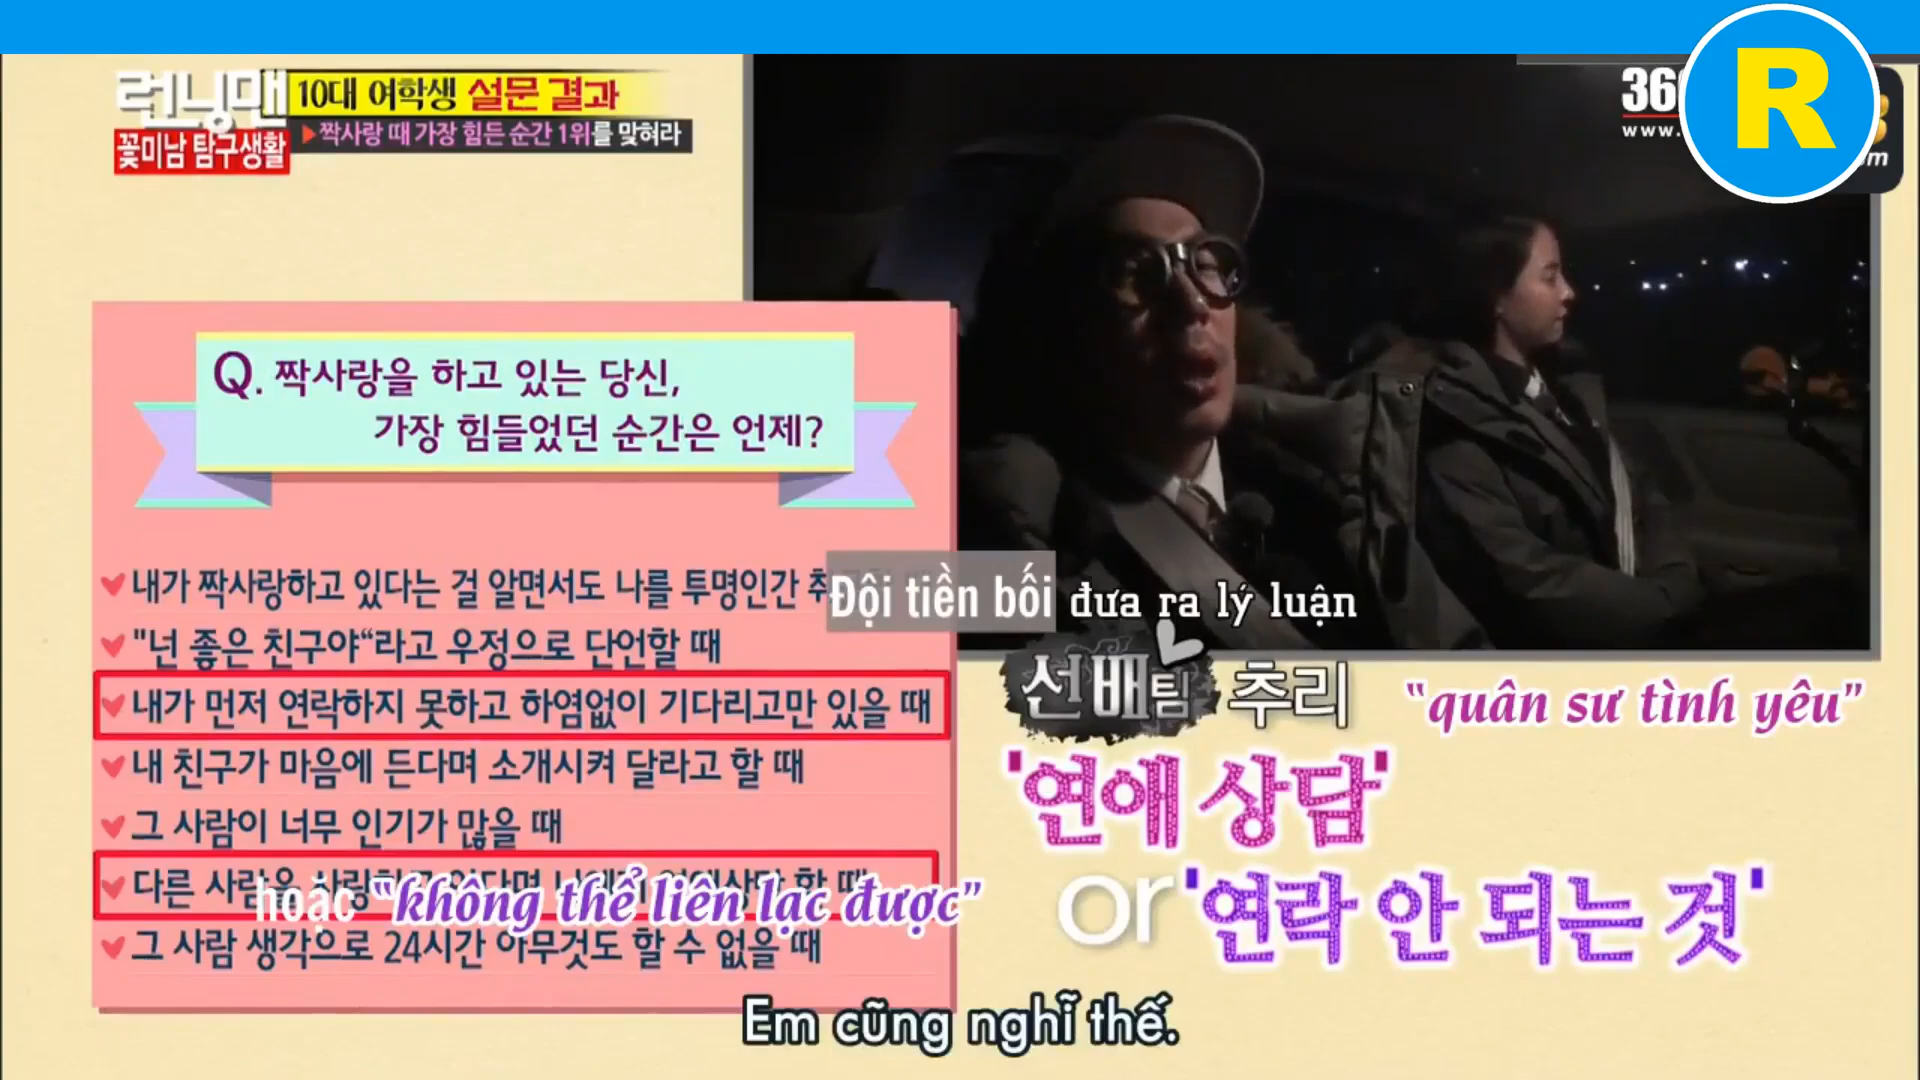 런닝맨
꽃미남 탐구생활
10대 여학생 설문 결과
▶짝사랑 때 가장 힘든 순간 1위를 맞혀라
36
www.
R
om
Q. 짝사랑을 하고 있는 당신,
가장 힘들었던 순간은 언제?
내가 짝사랑하고 있다는 걸 알면서도 나를 투명인간
"넌 좋은 친구야“라고 우정으로 단언할 때
내가 먼저 연락하지 못하고 하염없이 기다리고만 있을 때
내 친구가 마음에 든다며 소개시켜 달라고 할 때
그 사람이 너무 인기가 많을 때
다른 사람을 할 때
그 사람 생각으로 24시간 아무것도 할 수 없을 때
Đội tiền bối đưa ra lý luận
선배팀 추리
“quân sư tình yêu”
'연애 상담'
or '연락 안 되는 것'
hoặc “không thể liên lạc được”
Em cũng nghĩ thế.